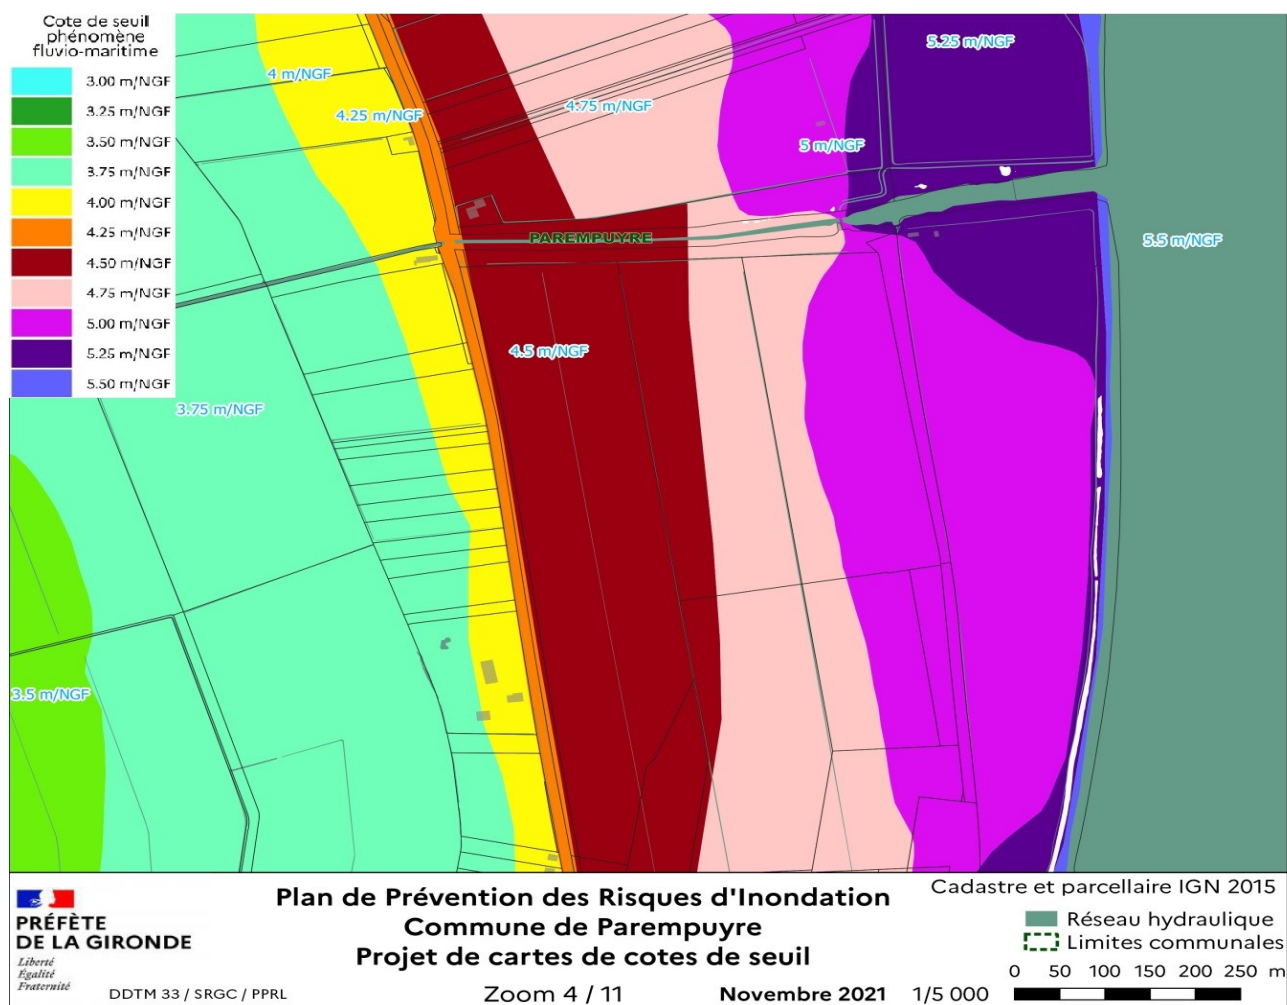 Cote de seuil
phénomène
fluvio-maritime
3.00 m/NGF
3.25 m/NGF
3.50 m/NGF
3.75 m/NGF
4.00 m/NGF
4.25 m/NGF
4.50 m/NGF
4.75 m/NGF
5.00 m/NGF
5.25 m/NGF
5.50 m/NGF
5.25 m/NGF
4 m/NGF
4.25 m/NGF
4.75 m/NGF
5 m/NGF
PAREMPUYRE
5.5 m/NGF
4.5 m/NGF
3.75 m/NGF
3.5 m/NGF
PRÉFÈTE
DE LA GIRONDE
Liberté
Égalité
Fraternité
DDTM 33 / SRGC / PPRL
Plan de Prévention des Risques d'Inondation
Commune de Parempuyre
Projet de cartes de cotes de seuil
Zoom 4 / 11
Novembre 2021
1/5 000
Cadastre et parcellaire IGN 2015
Réseau hydraulique
Limites communales
0 50 100 150 200 250 m